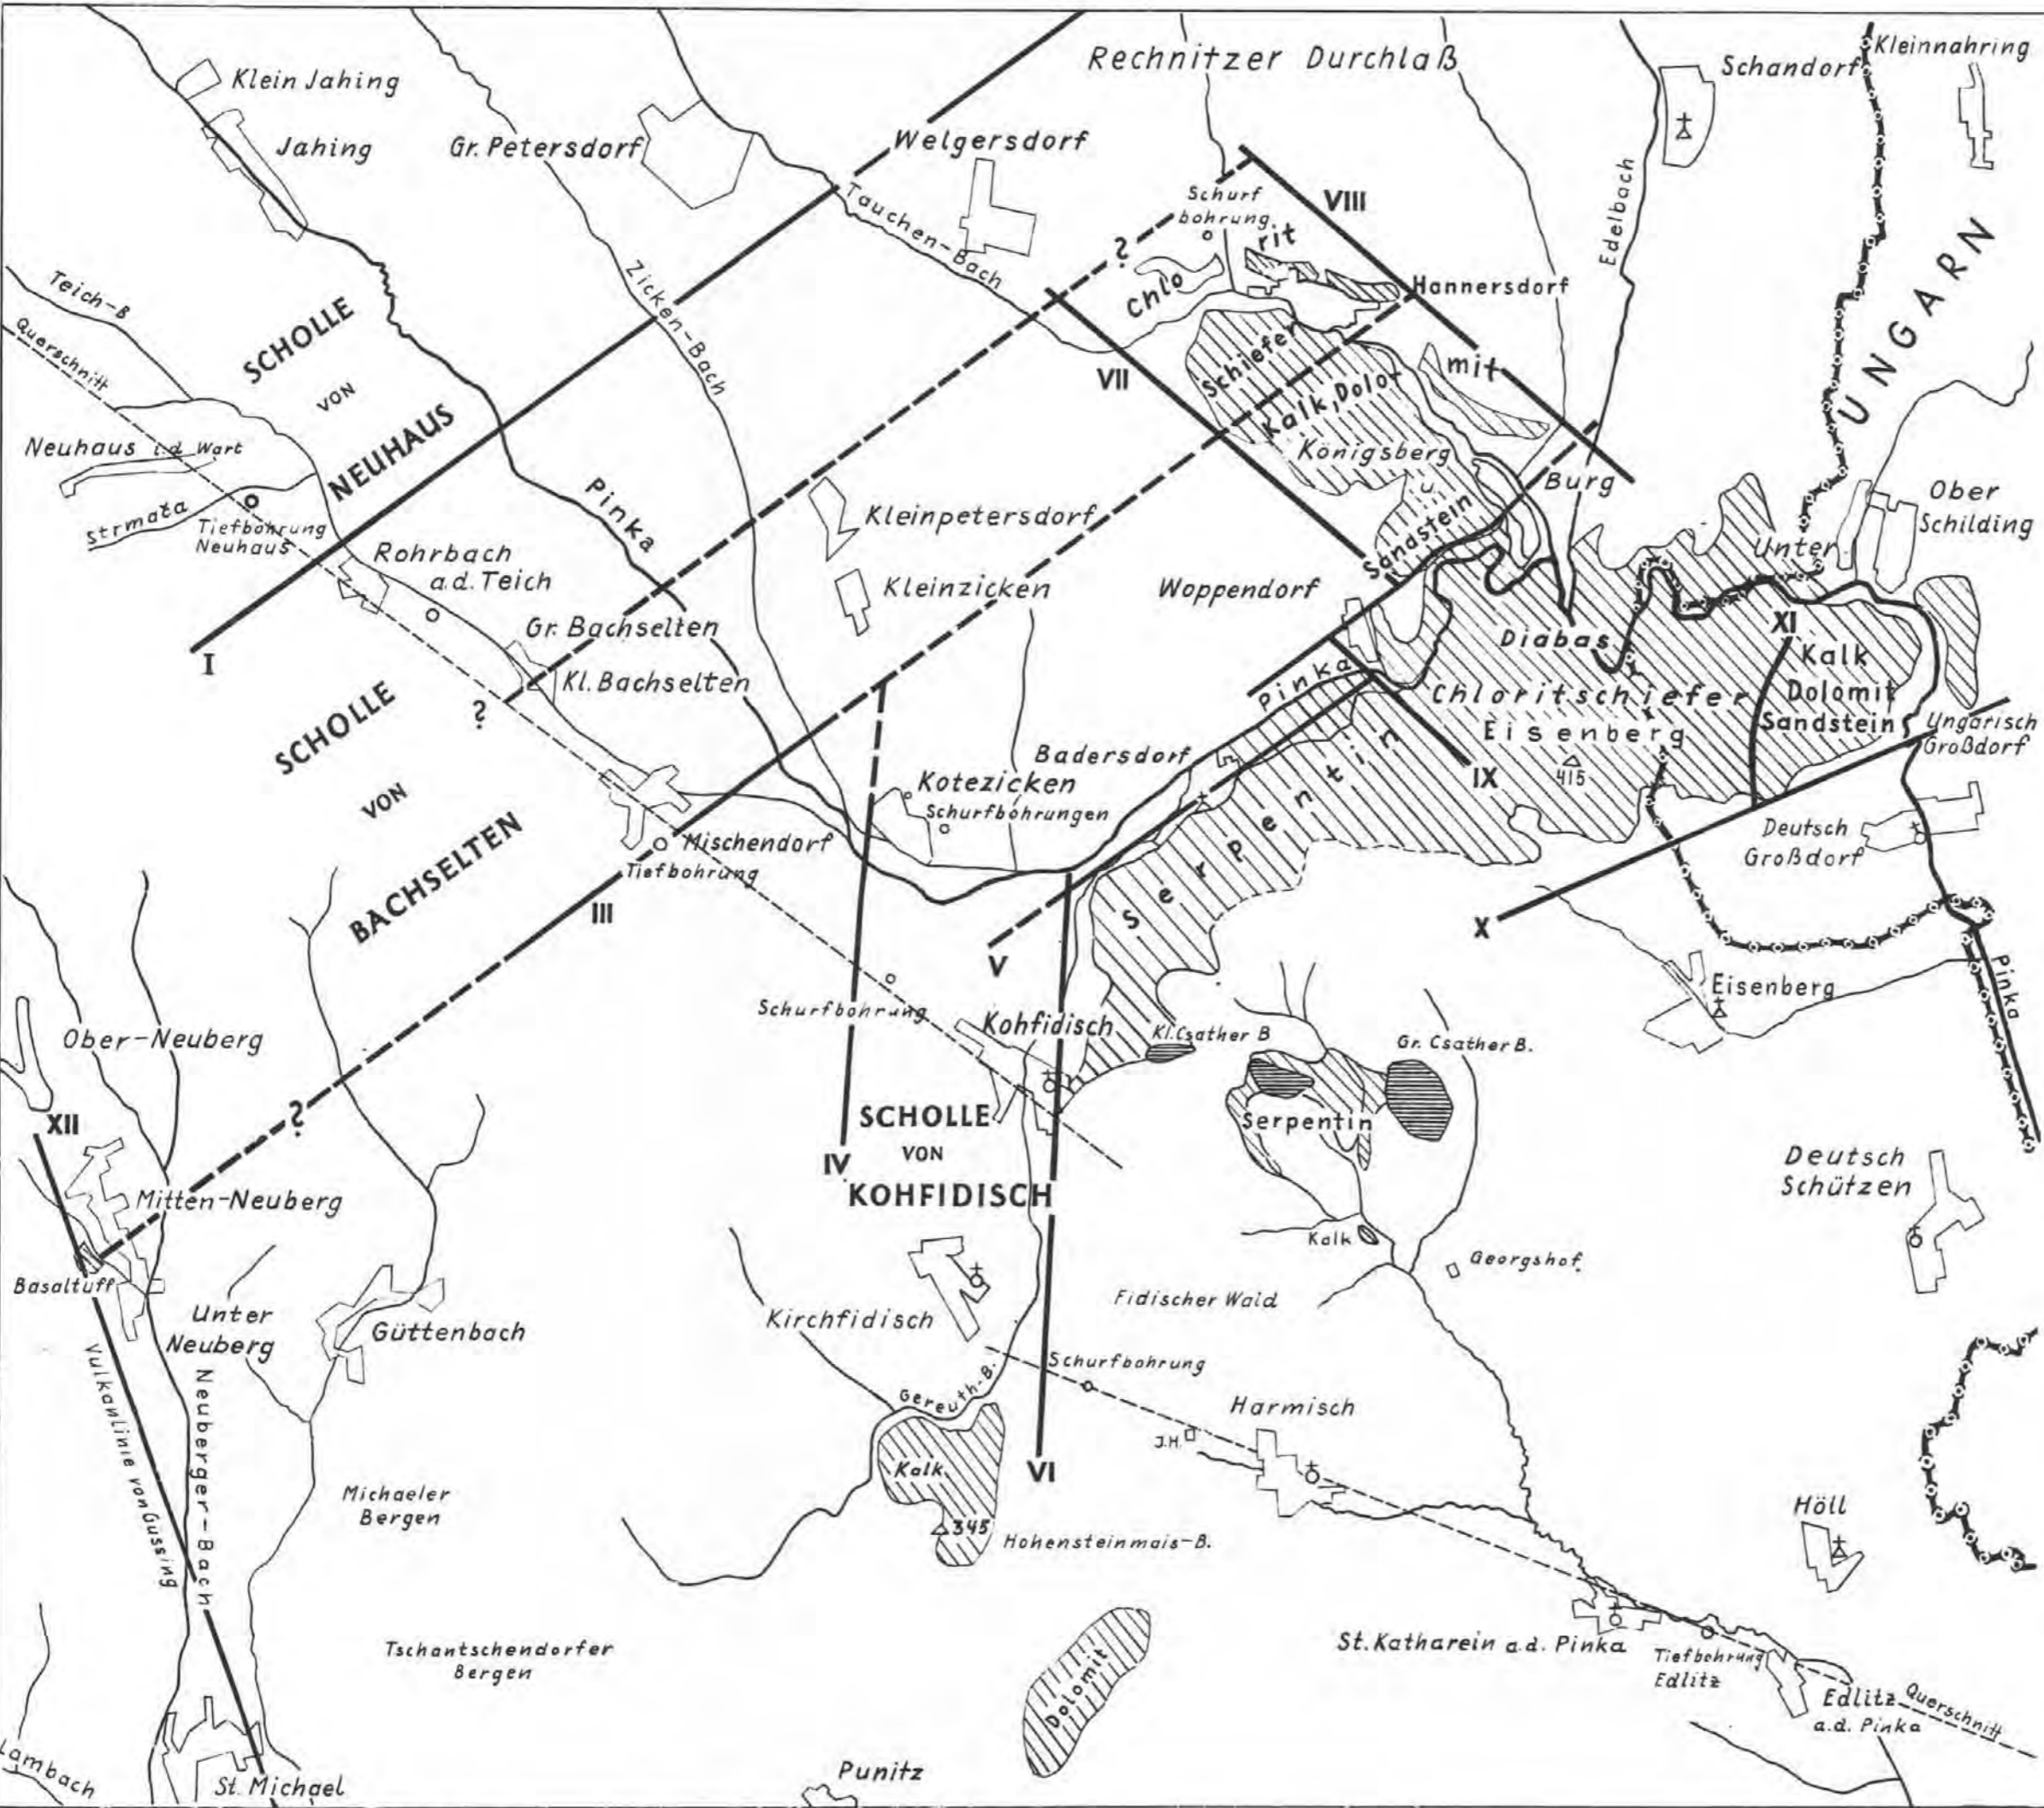 Rechnitzer Durchlaß
Kleinnahring
Schandorf
Klein Jahing
Jahing
Gr. Petersdorf
Welgersdorf
Tauchen-Bach
Schurf
bohrung
VIII
Edelbach
UNGARN
Teich-B
Querschnitt
SCHOLLE
VON
NEUHAUS
Zicken-Bach
?
Chlo
rit
Hannersdorf
VII
Schiefer
Kalk, Dolo-
mit
Königsberg
Neuhaus i.d. Wart
Strmata
Tiefbohrung
Neuhaus
Pinka
Kleinpetersdorf
Sandstein
Burg
Ober
Schilding
Unter
Rohrbach
a.d. Teich
Kleinzicken
Woppendorf
Gr. Bachselten
Kl. Bachselten
I
?
Diabas
XI
Kalk
Dolomit
Sandstein
Pinka
Chloritschiefer
Eisenberg
415
Ungarisch
Großdorf
SCHOLLE
VON
BACHSELTEN
Badersdorf
Kotezicken
Schurfbohrungen
IX
Serpentin
Mischendorf
Tiefbohrung
Deutsch
Großdorf
III
X
V
Schurfbohrung
Kohfidisch
Kl. Csather B
Gr. Csather B.
Eisenberg
Pinka
Ober-Neuberg
XII
?
SCHOLLE
VON
KOHFIDISCH
IV
Serpentin
Mitten-Neuberg
Deutsch
Schützen
Basaltuff
Kalk
Georgshof.
Unter
Neuberg
Güttenbach
Kirchfidisch
Fidischer Wald
Vulkanlinie von Güssing
Neuberger-Bach
Gereuth-B.
Schurfbohrung
Harmisch
J.H.
VI
Kalk
Michaeler
Bergen
345
Hohensteinmais-B.
Höll
Tschantschendorfer
Bergen
Dolomit
St. Katharein a.d. Pinka
Tiefbohrung
Edlitz
Edlitz
a.d. Pinka
Querschnitt
Lambach
St. Michael
Punitz